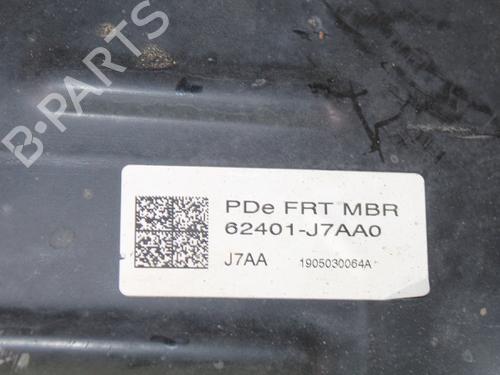 B-PARTS
PDe FRT MBR
62401-J7AA0
J7AA 1905030064A